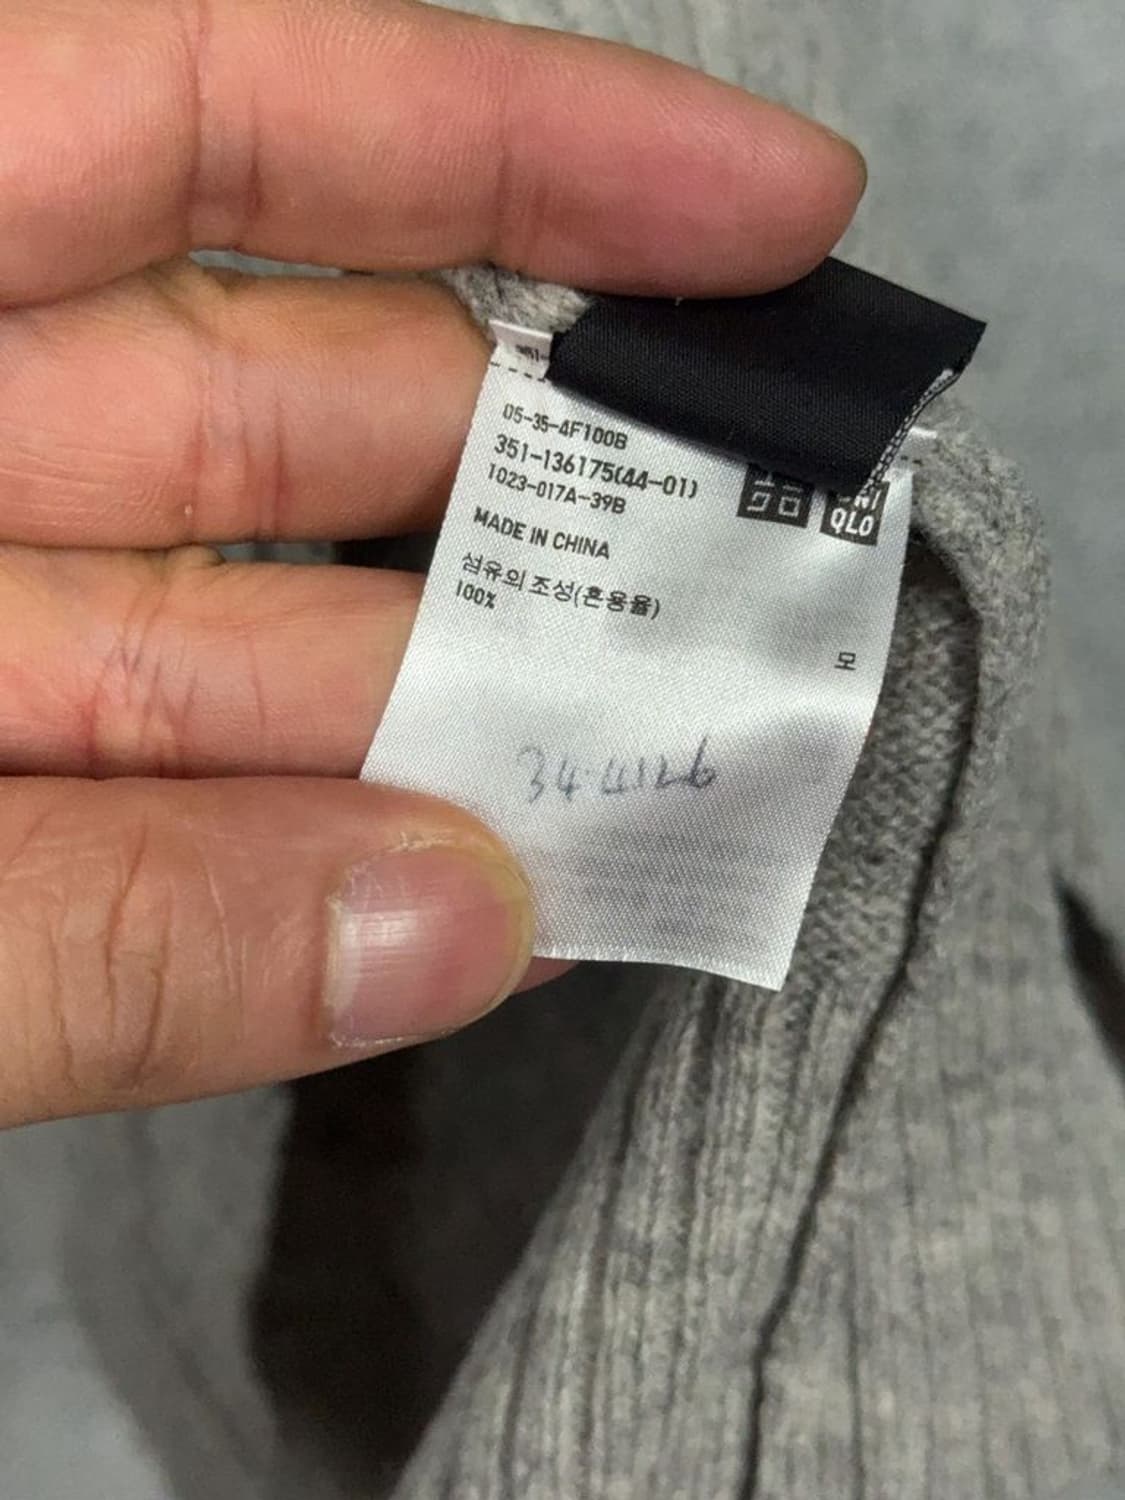 05-35-4F100B
351-136175(44-01)
1023-017A-39B
UNI
QLO
MADE IN CHINA
섬유의 조성(혼용율)
100% 모
34-4126